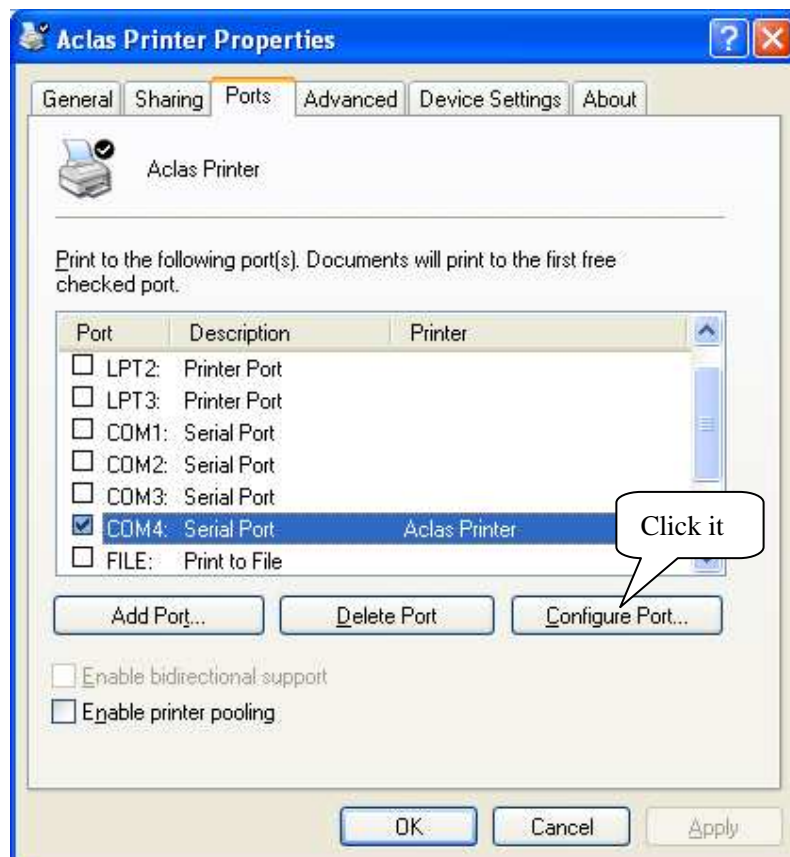 Aclas Printer Properties
General Sharing Ports Advanced Device Settings About
Aclas Printer
Print to the following port(s). Documents will print to the first free
checked port.
Port Description Printer
LPT2: Printer Port
LPT3: Printer Port
COM1: Serial Port
COM2: Serial Port
COM3: Serial Port
COM4: Serial Port Aclas Printer
FILE: Print to File
Click it
Add Port... Delete Port Configure Port...
Enable bidirectional support
Enable printer pooling
OK Cancel Apply